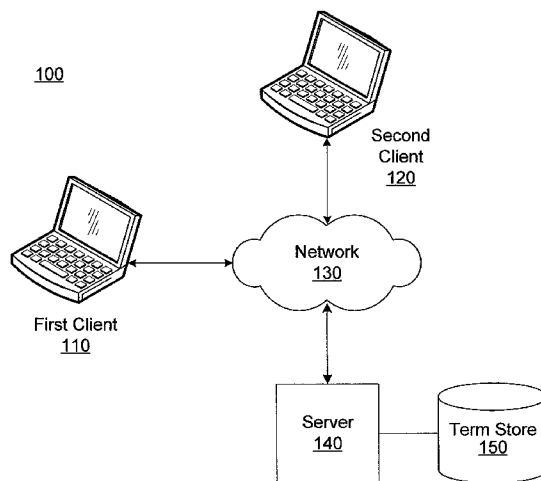 100
Second
Client
120
Network
130
First Client
110
Server
140
Term Store
150